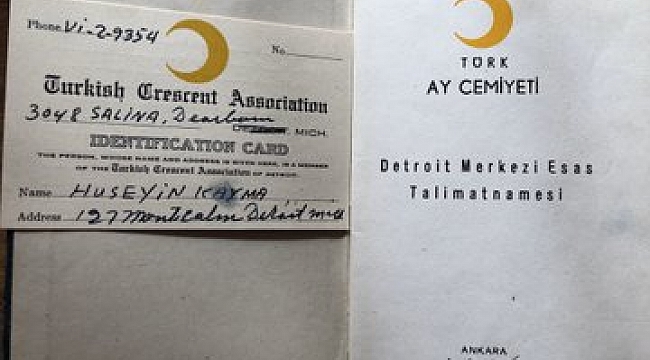 Phone Vi-2-9354
No.
Turkish Crescent Association
3048 SALINA, Dearborn
MICH.
IDENTIFICATION CARD
THE PERSON, WHOSE NAME AND ADDRESS IS GIVEN HERE, IS A MEMBER
OF THE Turkish Crescent Association OF DETROIT.
Name HUSEYIN KAYMA
Address 127 Montcalm Detroit mich
TÜRK
AY CEMİYETİ
Detroit Merkezi Esas
Talimatnamesi
ANKARA